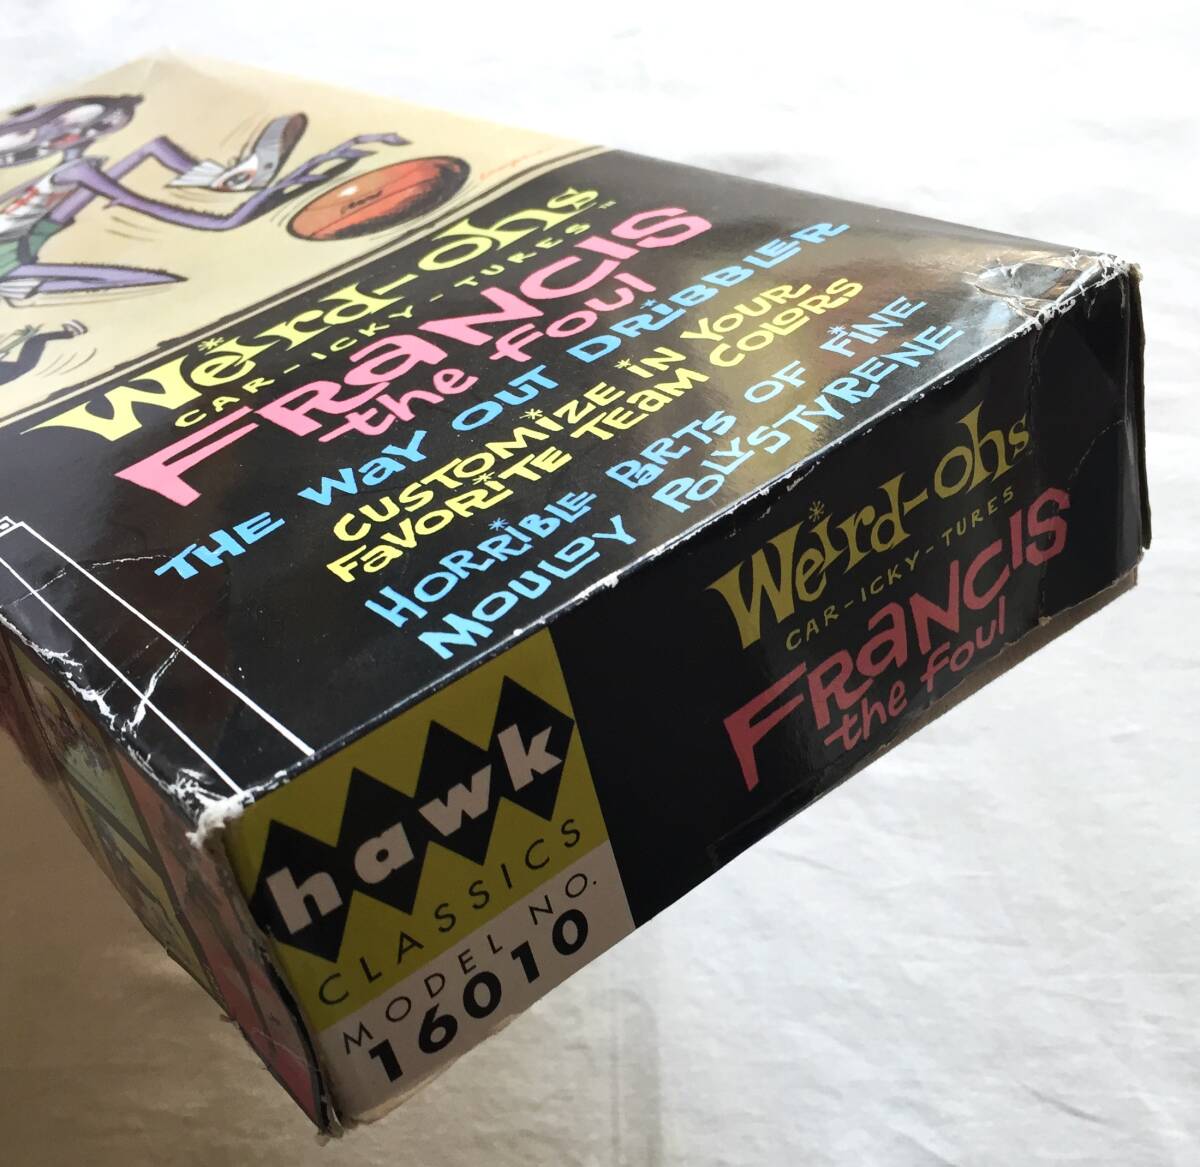 Weird-ohs™
CAR-ICKY-TURES
FRANCIS
the foul
THE WAY OUT DRIBBLER
CUSTOMIZE IN YOUR
FAVORITE TEAM COLORS
HORRIBLE PARTS OF FINE
MOULDY POLYSTYRENE
Weird-ohs
CAR-ICKY-TURES
FRANCIS
the foul
hawk
CLASSICS
MODEL NO.
16010